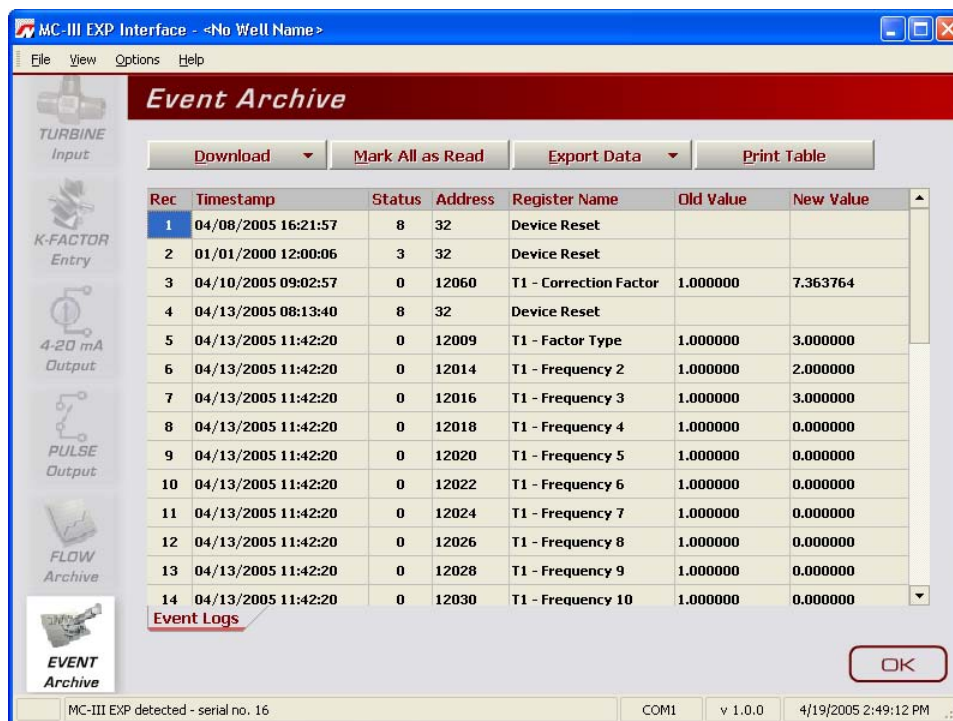 MC-III EXP Interface - <No Well Name>
File View Options Help
TURBINE
Input
K-FACTOR
Entry
4-20 mA
Output
PULSE
Output
FLOW
Archive
EVENT
Archive
Event Archive
Download Mark All as Read Export Data Print Table
Rec Timestamp Status Address Register Name Old Value New Value
1 04/08/2005 16:21:57 8 32 Device Reset
2 01/01/2000 12:00:06 3 32 Device Reset
3 04/10/2005 09:02:57 0 12060 T1 - Correction Factor 1.000000 7.363764
4 04/13/2005 08:13:40 8 32 Device Reset
5 04/13/2005 11:42:20 0 12009 T1 - Factor Type 1.000000 3.000000
6 04/13/2005 11:42:20 0 12014 T1 - Frequency 2 1.000000 2.000000
7 04/13/2005 11:42:20 0 12016 T1 - Frequency 3 1.000000 3.000000
8 04/13/2005 11:42:20 0 12018 T1 - Frequency 4 1.000000 0.000000
9 04/13/2005 11:42:20 0 12020 T1 - Frequency 5 1.000000 0.000000
10 04/13/2005 11:42:20 0 12022 T1 - Frequency 6 1.000000 0.000000
11 04/13/2005 11:42:20 0 12024 T1 - Frequency 7 1.000000 0.000000
12 04/13/2005 11:42:20 0 12026 T1 - Frequency 8 1.000000 0.000000
13 04/13/2005 11:42:20 0 12028 T1 - Frequency 9 1.000000 0.000000
14 04/13/2005 11:42:20 0 12030 T1 - Frequency 10 1.000000 0.000000
Event Logs
OK
MC-III EXP detected - serial no. 16 COM1 v 1.0.0 4/19/2005 2:49:12 PM